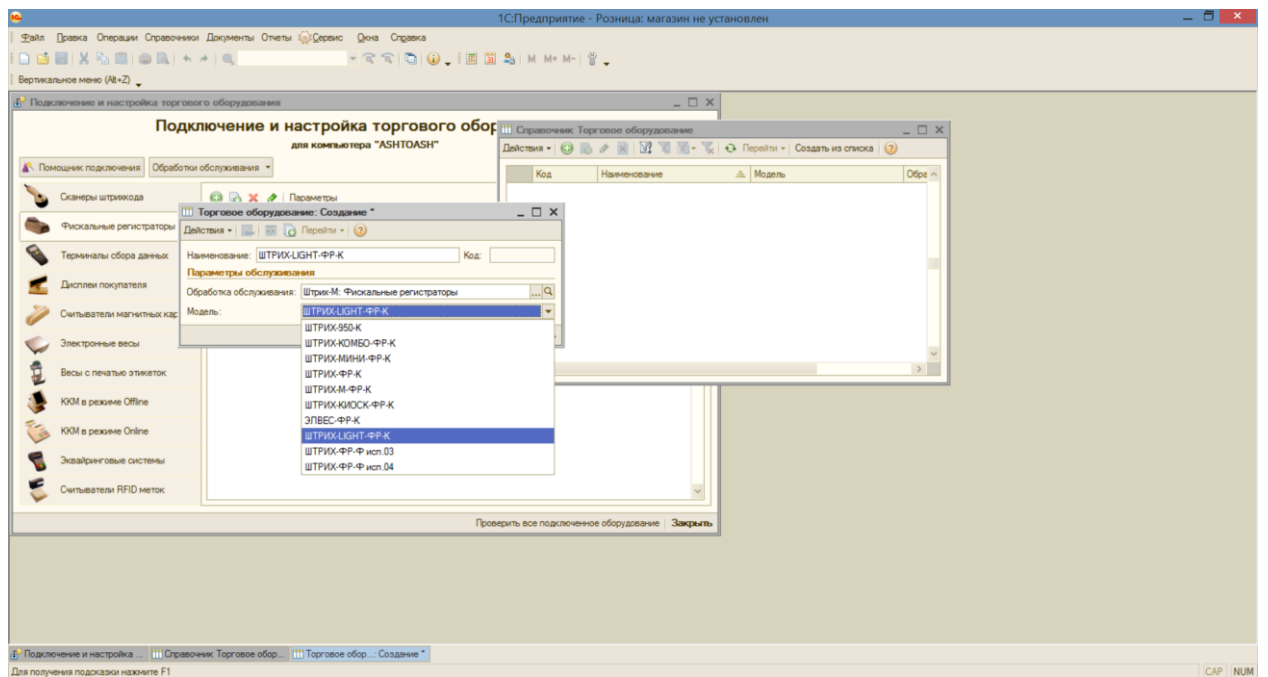 1С:Предприятие - Розница: магазин не установлен
Файл Правка Операции Справочники Документы Отчеты Сервис Окна Справка
M M+ M-
Вертикальное меню (Alt+Z)
Подключение и настройка торгового оборудования
Подключение и настройка торгового обор
для компьютера "ASHTOASH"
Помощник подключения Обработки обслуживания
Сканеры штрихкода
Параметры
Фискальные регистраторы
Терминалы сбора данных
Дисплеи покупателя
Считыватели магнитных кар
Электронные весы
Весы с печатью этикеток
ККМ в режиме Offline
ККМ в режиме Online
Эквайринговые системы
Считыватели RFID меток
Проверить все подключенное оборудование Закрыть
Справочник Торговое оборудование
Действия Перейти Создать из списка
Код Наименование Модель Обра
Торговое оборудование: Создание *
Действия Перейти
Наименование: ШТРИХ-LIGHT-ФР-К Код:
Параметры обслуживания
Обработка обслуживания: Штрих-М: Фискальные регистраторы ...
Модель: ШТРИХ-LIGHT-ФР-К
ШТРИХ-950-К
ШТРИХ-КОМБО-ФР-К
ШТРИХ-МИНИ-ФР-К
ШТРИХ-ФР-К
ШТРИХ-М-ФР-К
ШТРИХ-КИОСК-ФР-К
ЭЛВЕС-ФР-К
ШТРИХ-LIGHT-ФР-К
ШТРИХ-ФР-Ф исп.03
ШТРИХ-ФР-Ф исп.04
Подключение и настройка ... Справочник Торговое обор... Торговое обор...: Создание *
Для получения подсказки нажмите F1
CAP NUM